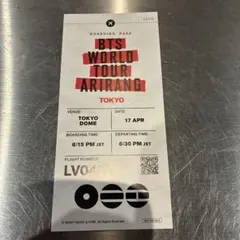 BOARDING PASS
BTS
WORLD
TOUR
ARIRANG
TOKYO
VENUE
DATE
TOKYO
DOME
17 APR
BOARDING TIME
DEPARTING TIME
6:15 PM JST
6:30 PM JST
FLIGHT NUMBER